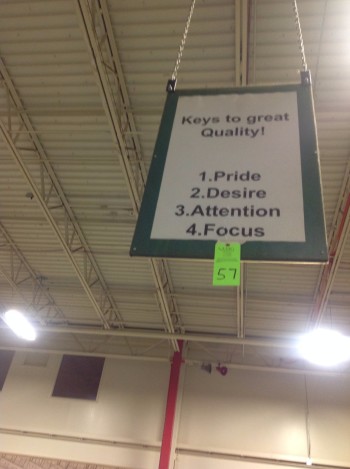 Keys to great
Quality!
1.Pride
2.Desire
3.Attention
4.Focus
57